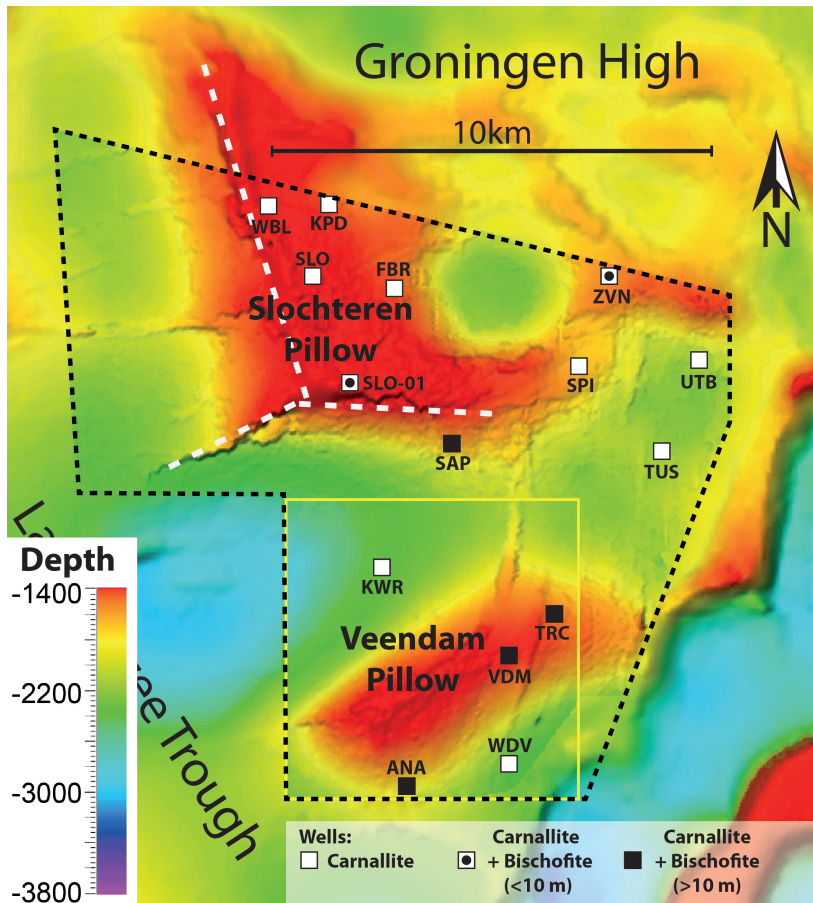 Groningen High
10km
N
WBL
KPD
SLO
FBR
ZVN
Slochteren
Pillow
SLO-01
SPI
UTB
SAP
TUS
La
Depth
-1400
-2200
-3000
-3800
KWR
TRC
Veendam
Pillow
VDM
WDV
ANA
ee Trough
Wells:
Carnallite
Carnallite
+ Bischofite
(<10 m)
Carnallite
+ Bischofite
(>10 m)